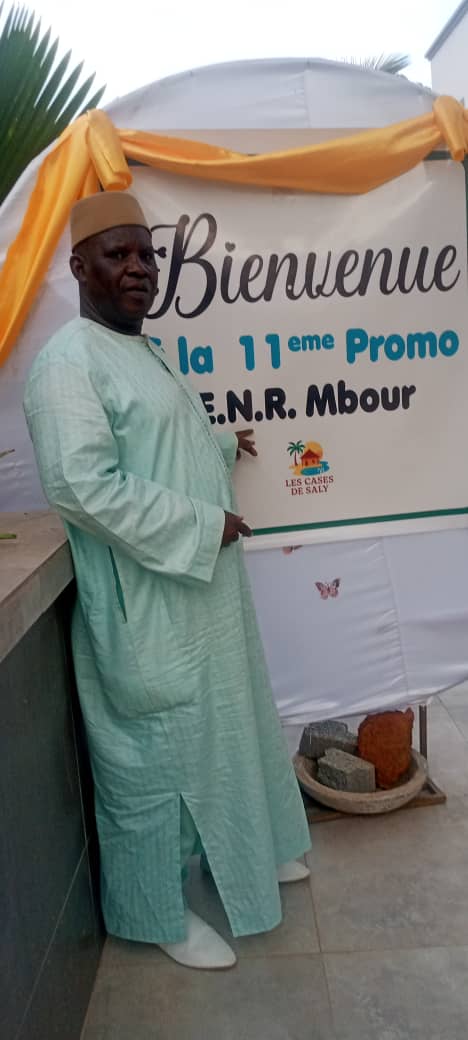 Bienvenue
la 11eme Promo
E.N.R. Mbour
LES CASES
DE SALY